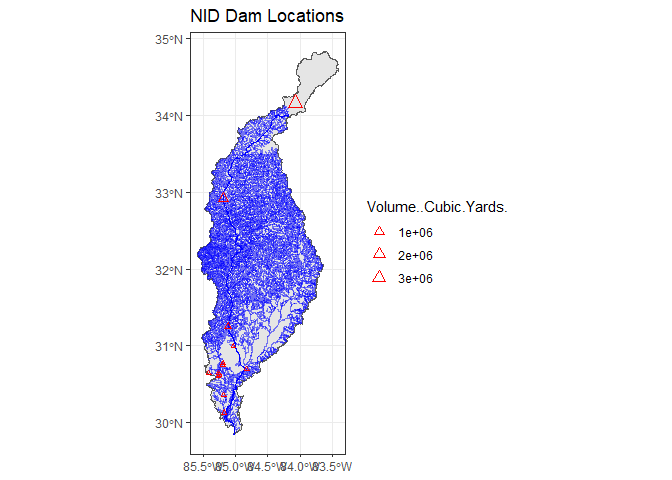 NID Dam Locations
35°N
34°N
33°N
32°N
31°N
30°N
85.5°W 85.0°W 84.5°W 84.0°W 83.5°W
Volume..Cubic.Yards.
1e+06
2e+06
3e+06